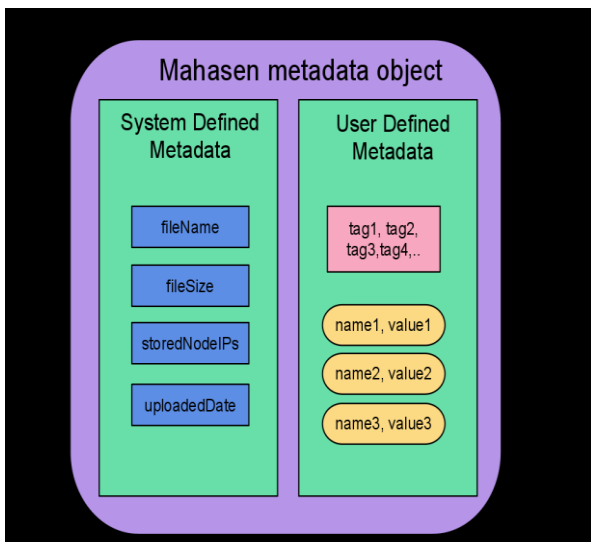 Mahasen metadata object
System Defined
Metadata
fileName
fileSize
storedNodeIPs
uploadedDate
User Defined
Metadata
tag1, tag2,
tag3,tag4,..
name1, value1
name2, value2
name3, value3